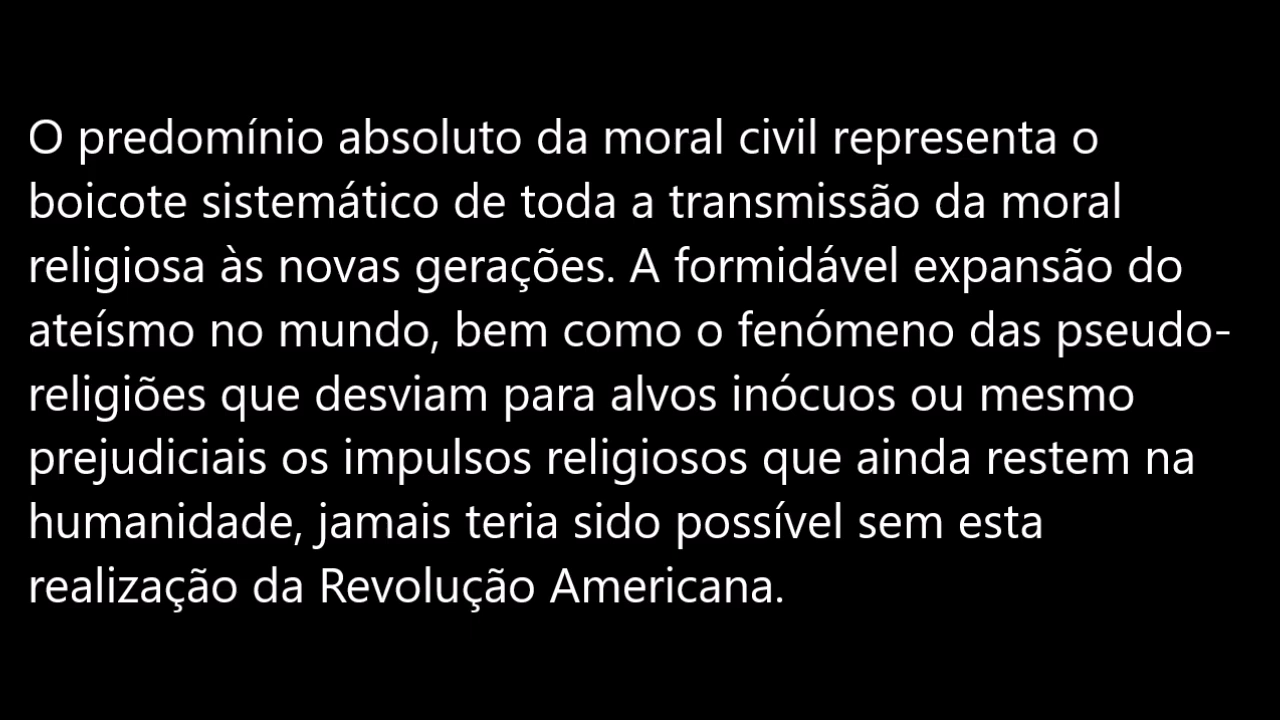 O predomínio absoluto da moral civil representa o
boicote sistemático de toda a transmissão da moral
religiosa às novas gerações. A formidável expansão do
ateísmo no mundo, bem como o fenómeno das pseudo-
religiões que desviam para alvos inócuos ou mesmo
prejudiciais os impulsos religiosos que ainda restem na
humanidade, jamais teria sido possível sem esta
realização da Revolução Americana.